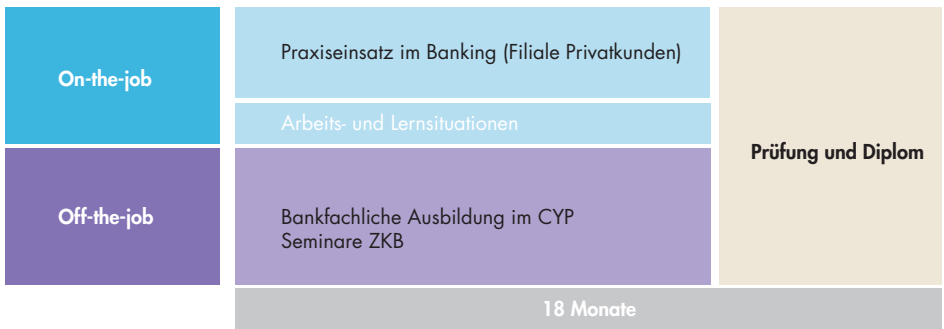 On-the-job
Praxiseinsatz im Banking (Filiale Privatkunden)
Arbeits- und Lernsituationen
Off-the-job
Bankfachliche Ausbildung im CYP
Seminare ZKB
Prüfung und Diplom
18 Monate